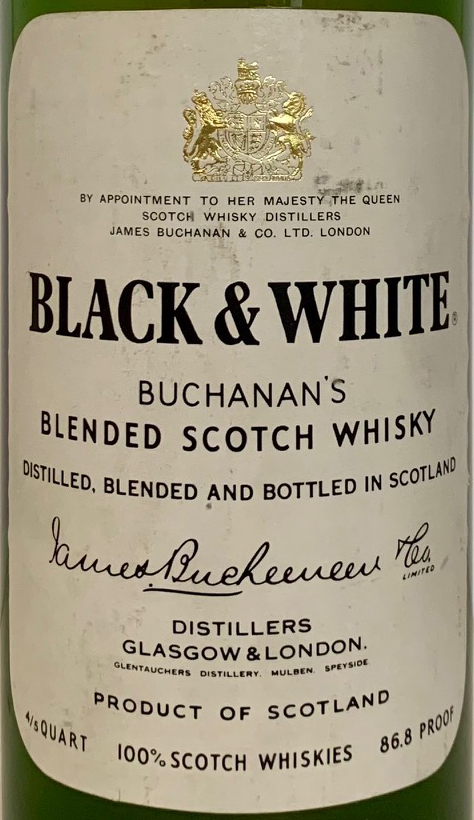 BY APPOINTMENT TO HER MAJESTY THE QUEEN
SCOTCH WHISKY DISTILLERS
JAMES BUCHANAN & CO. LTD. LONDON
BLACK & WHITE®
BUCHANAN'S
BLENDED SCOTCH WHISKY
DISTILLED, BLENDED AND BOTTLED IN SCOTLAND
James Buchanan & Co.
LIMITED
DISTILLERS
GLASGOW & LONDON.
GLENTAUCHERS DISTILLERY, MULBEN, SPEYSIDE
PRODUCT OF SCOTLAND
4/5 QUART 100% SCOTCH WHISKIES 86.8 PROOF